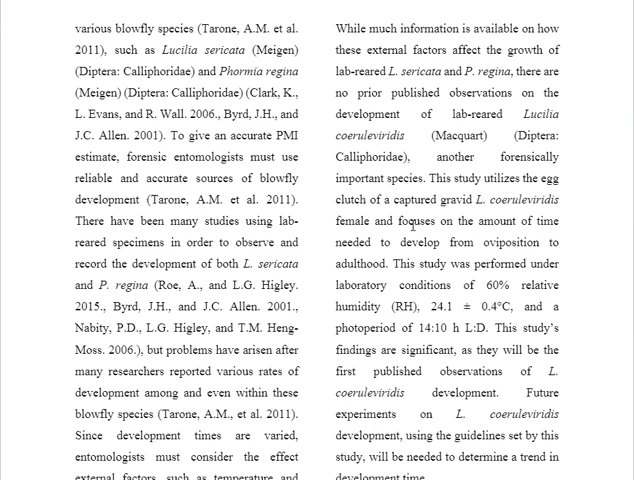 various blowfly species (Tarone, A.M. et al.
2011), such as Lucilia sericata (Meigen)
(Diptera: Calliphoridae) and Phormia regina
(Meigen) (Diptera: Calliphoridae) (Clark, K.,
L. Evans, and R. Wall. 2006., Byrd, J.H., and
J.C. Allen. 2001). To give an accurate PMI
estimate, forensic entomologists must use
reliable and accurate sources of blowfly
development (Tarone, A.M. et al. 2011).
There have been many studies using lab-
reared specimens in order to observe and
record the development of both L. sericata
and P. regina (Roe, A., and L.G. Higley.
2015., Byrd, J.H., and J.C. Allen. 2001.,
Nabity, P.D., L.G. Higley, and T.M. Heng-
Moss. 2006.), but problems have arisen after
many researchers reported various rates of
development among and even within these
blowfly species (Tarone, A.M., et al. 2011).
Since development times are varied,
entomologists must consider the effect
external factors, such as temperature and
While much information is available on how
these external factors affect the growth of
lab-reared L. sericata and P. regina, there are
no prior published observations on the
development of lab-reared Lucilia
coeruleviridis (Macquart) (Diptera:
Calliphoridae), another forensically
important species. This study utilizes the egg
clutch of a captured gravid L. coeruleviridis
female and focuses on the amount of time
needed to develop from oviposition to
adulthood. This study was performed under
laboratory conditions of 60% relative
humidity (RH), 24.1 ± 0.4°C, and a
photoperiod of 14:10 h L:D. This study's
findings are significant, as they will be the
first published observations of L.
coeruleviridis development. Future
experiments on L. coeruleviridis
development, using the guidelines set by this
study, will be needed to determine a trend in
development time.